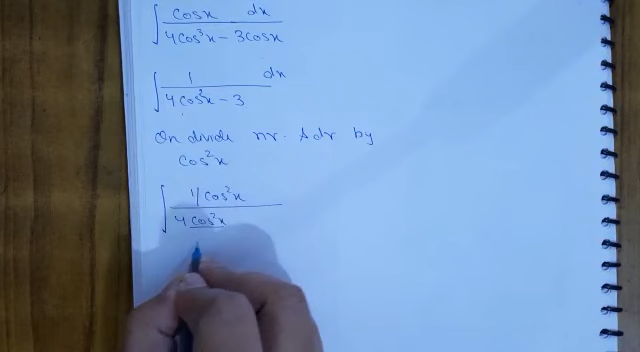 ∫ cosx dx / 4cos³x - 3cosx
∫ 1 dx / 4cos²x - 3
On divide nr. & dr by
cos²x
∫ 1/cos²x / 4cos²x